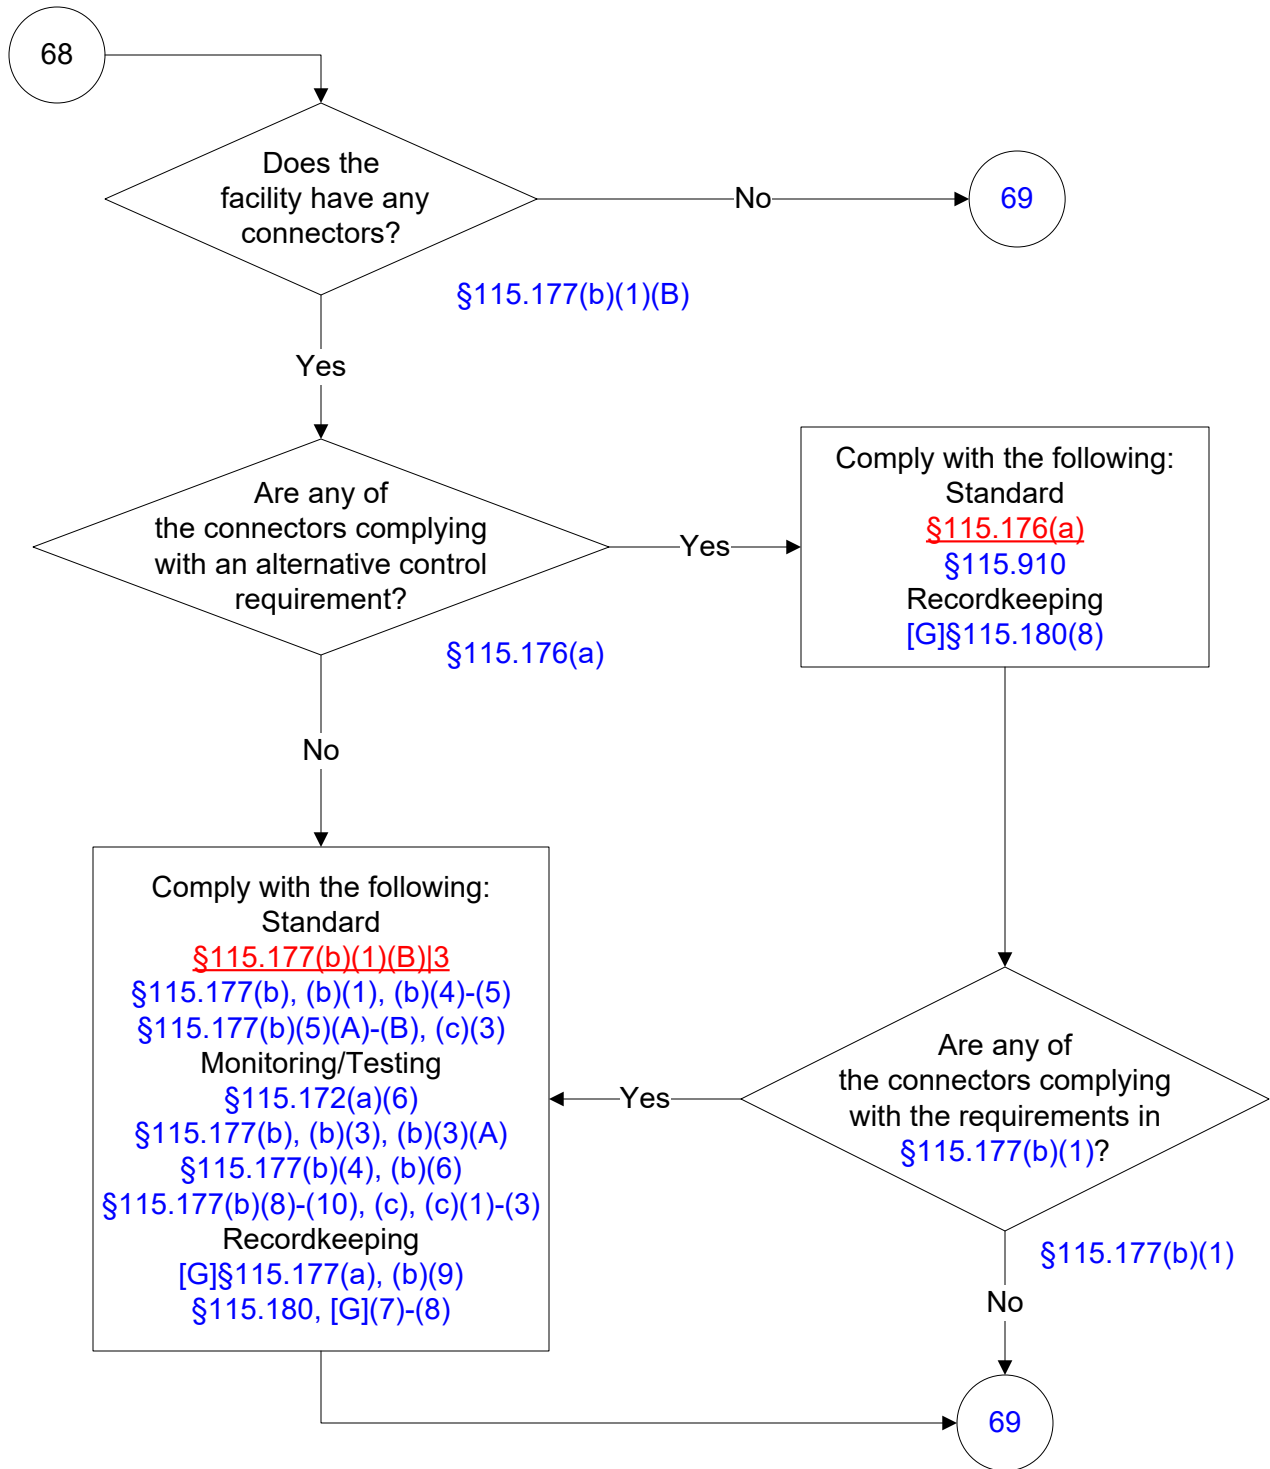 68
Does the
facility have any
connectors?
No
69
§115.177(b)(1)(B)
Yes
Are any of
the connectors complying
with an alternative control
requirement?
Yes
§115.176(a)
Comply with the following:
Standard
§115.176(a)
§115.910
Recordkeeping
[G]§115.180(8)
No
Comply with the following:
Standard
§115.177(b)(1)(B)|3
§115.177(b), (b)(1), (b)(4)-(5)
§115.177(b)(5)(A)-(B), (c)(3)
Monitoring/Testing
§115.172(a)(6)
§115.177(b), (b)(3), (b)(3)(A)
§115.177(b)(4), (b)(6)
§115.177(b)(8)-(10), (c), (c)(1)-(3)
Recordkeeping
[G]§115.177(a), (b)(9)
§115.180, [G](7)-(8)
Yes
Are any of
the connectors complying
with the requirements in
§115.177(b)(1)?
§115.177(b)(1)
No
69